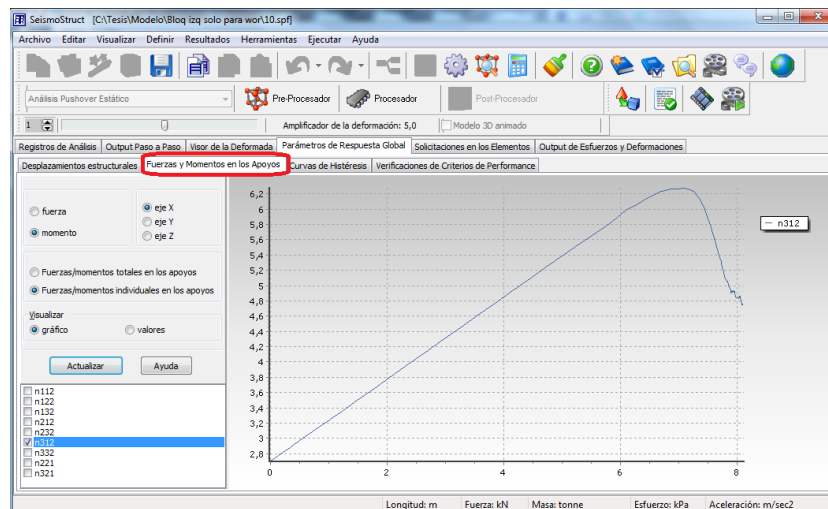 SeismoStruct [C:\Tesis\Modelo\Bloq izq solo para wor\10.spf]
Archivo Editar Visualizar Definir Resultados Herramientas Ejecutar Ayuda
Análisis Pushover Estático Pre-Procesador Procesador Post-Procesador
1 Amplificador de la deformación: 5,0 Modelo 3D animado
Registros de Análisis Output Paso a Paso Visor de la Deformada Parámetros de Respuesta Global Solicitaciones en los Elementos Output de Esfuerzos y Deformaciones
Desplazamientos estructurales Fuerzas y Momentos en los Apoyos Curvas de Histéresis Verificaciones de Criterios de Performance
fuerza
momento
eje X
eje Y
eje Z
Fuerzas/momentos totales en los apoyos
Fuerzas/momentos individuales en los apoyos
Visualizar
gráfico valores
Actualizar Ayuda
n112
n122
n132
n212
n232
n312
n332
n221
n321
6,2
6
5,8
5,6
5,4
5,2
5
4,8
4,6
4,4
4,2
4
3,8
3,6
3,4
3,2
3
2,8
0 2 4 6 8
n312
Longitud: m Fuerza: kN Masa: tonne Esfuerzo: kPa Aceleración: m/sec2